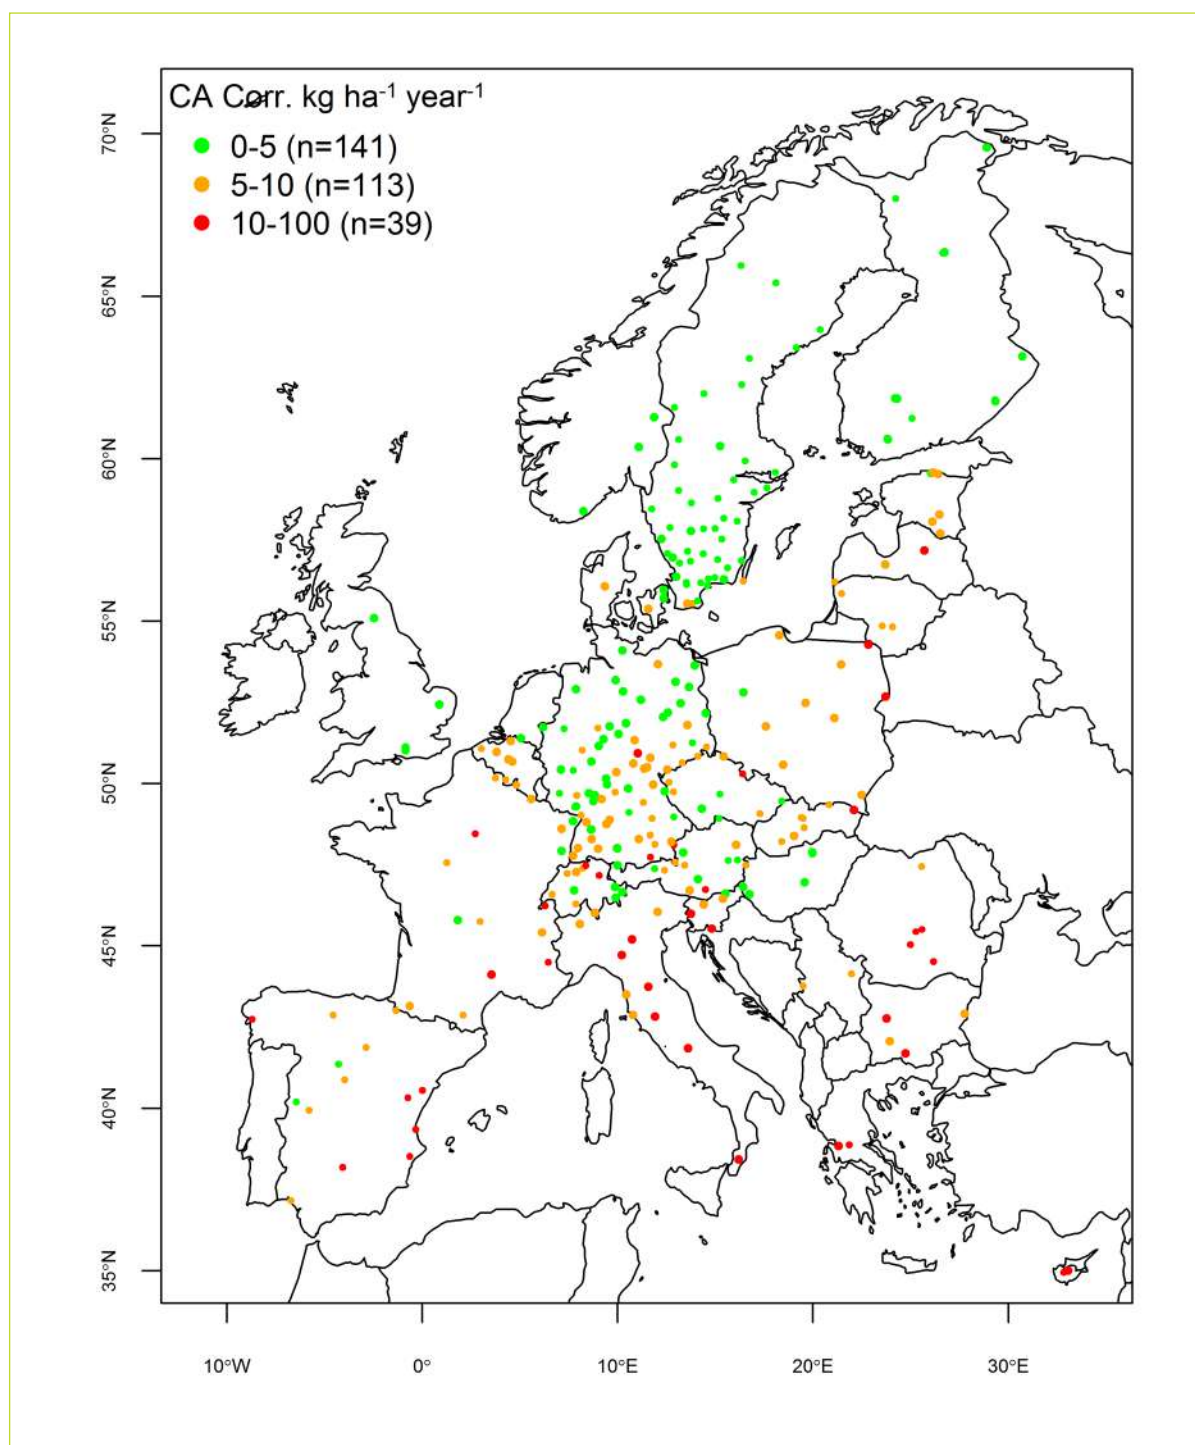 CA Corr. kg ha⁻¹ year⁻¹
0-5 (n=141)
5-10 (n=113)
10-100 (n=39)
70°N
65°N
60°N
55°N
50°N
45°N
40°N
35°N
10°W 0° 10°E 20°E 30°E